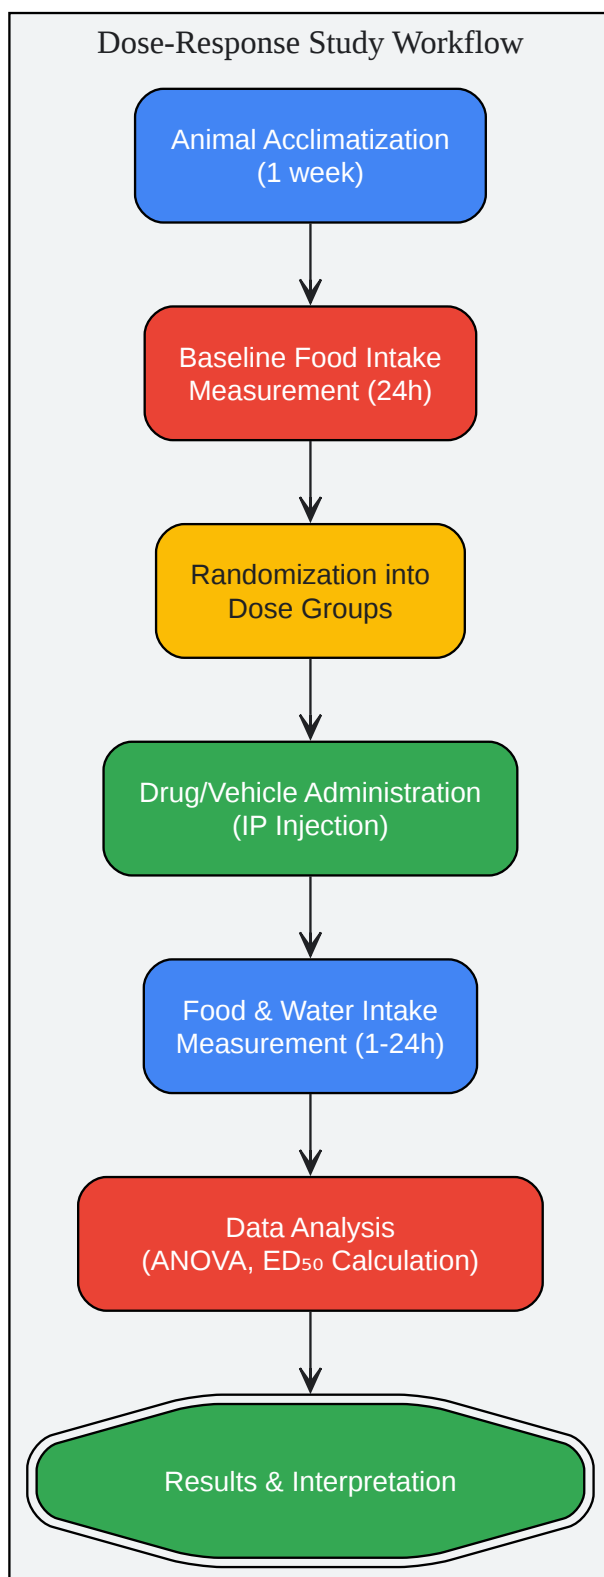 Dose-Response Study Workflow
Animal Acclimatization
(1 week)
Baseline Food Intake
Measurement (24h)
Randomization into
Dose Groups
Drug/Vehicle Administration
(IP Injection)
Food & Water Intake
Measurement (1-24h)
Data Analysis
(ANOVA, ED₅₀ Calculation)
Results & Interpretation